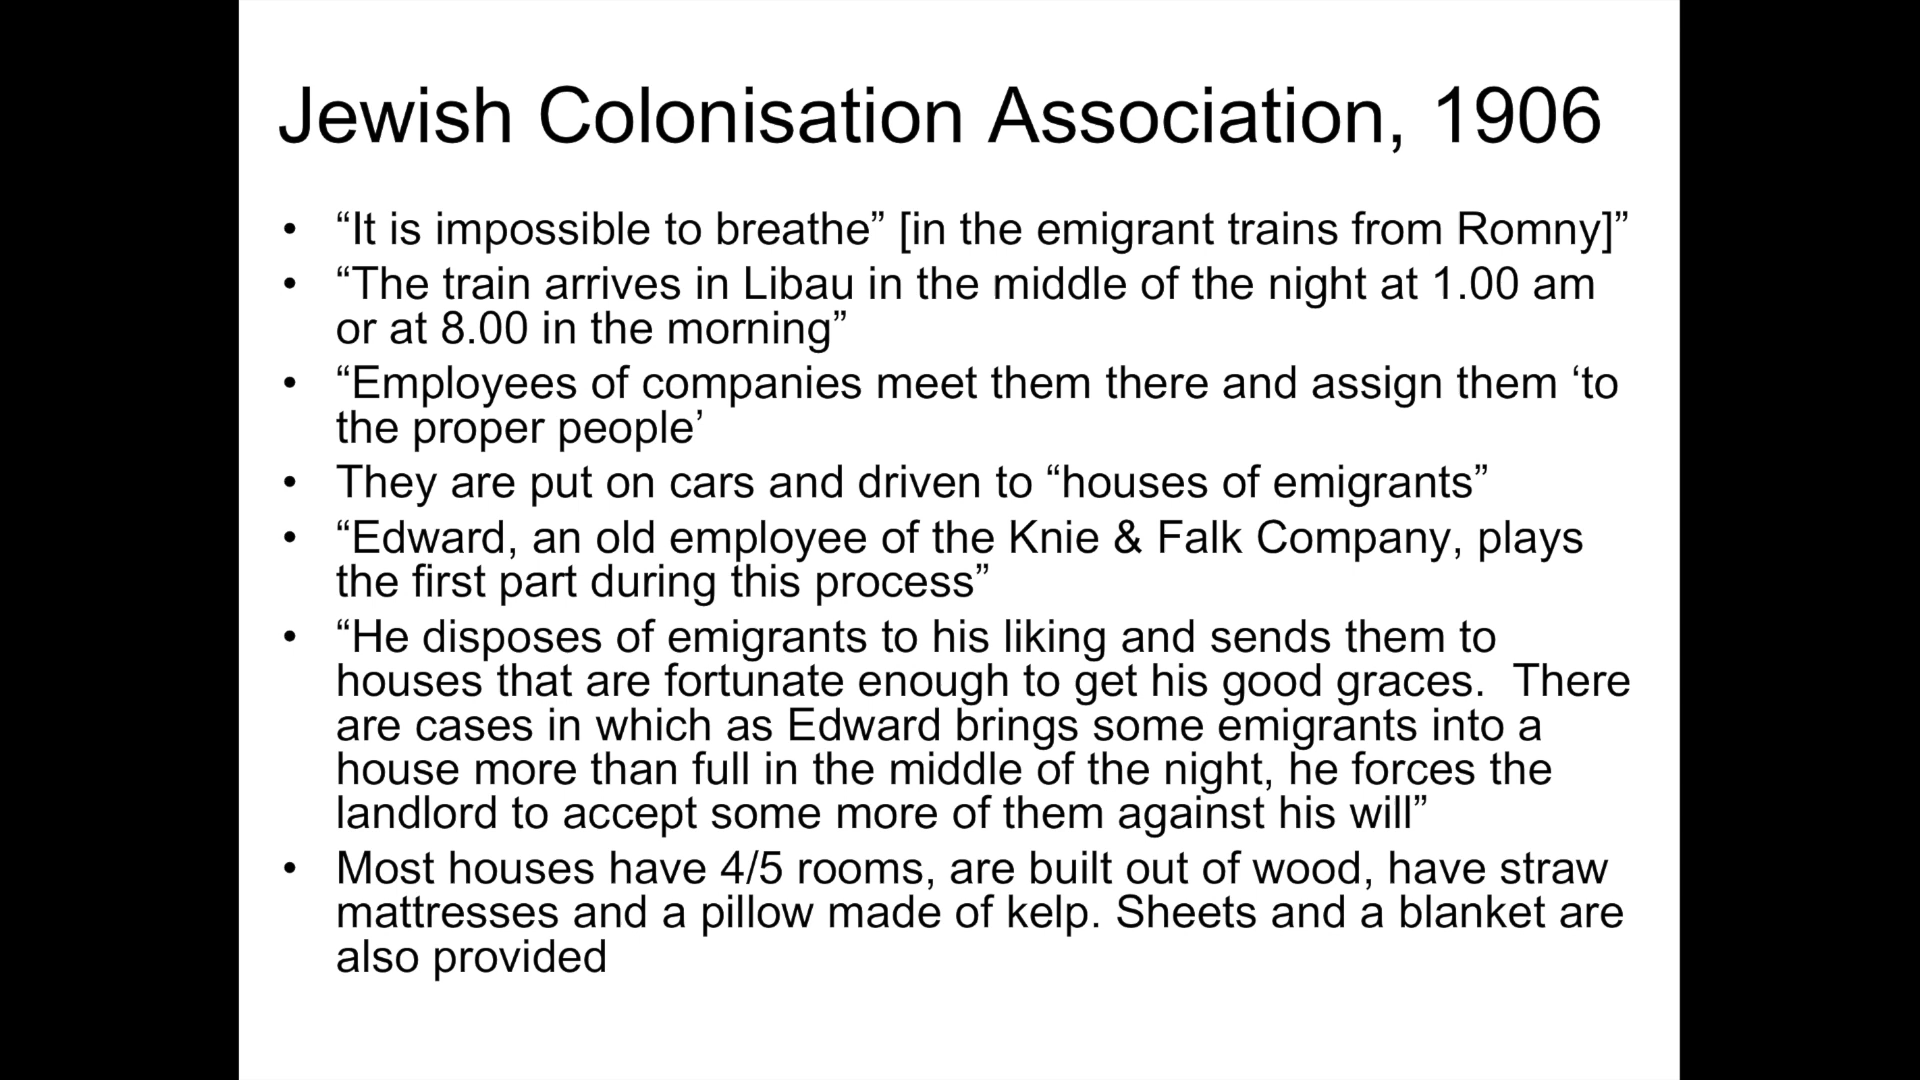 Jewish Colonisation Association, 1906
• “It is impossible to breathe” [in the emigrant trains from Romny]”
• “The train arrives in Libau in the middle of the night at 1.00 am
or at 8.00 in the morning”
• “Employees of companies meet them there and assign them ‘to
the proper people’
• They are put on cars and driven to “houses of emigrants”
• “Edward, an old employee of the Knie & Falk Company, plays
the first part during this process”
• “He disposes of emigrants to his liking and sends them to
houses that are fortunate enough to get his good graces.  There
are cases in which as Edward brings some emigrants into a
house more than full in the middle of the night, he forces the
landlord to accept some more of them against his will”
• Most houses have 4/5 rooms, are built out of wood, have straw
mattresses and a pillow made of kelp. Sheets and a blanket are
also provided